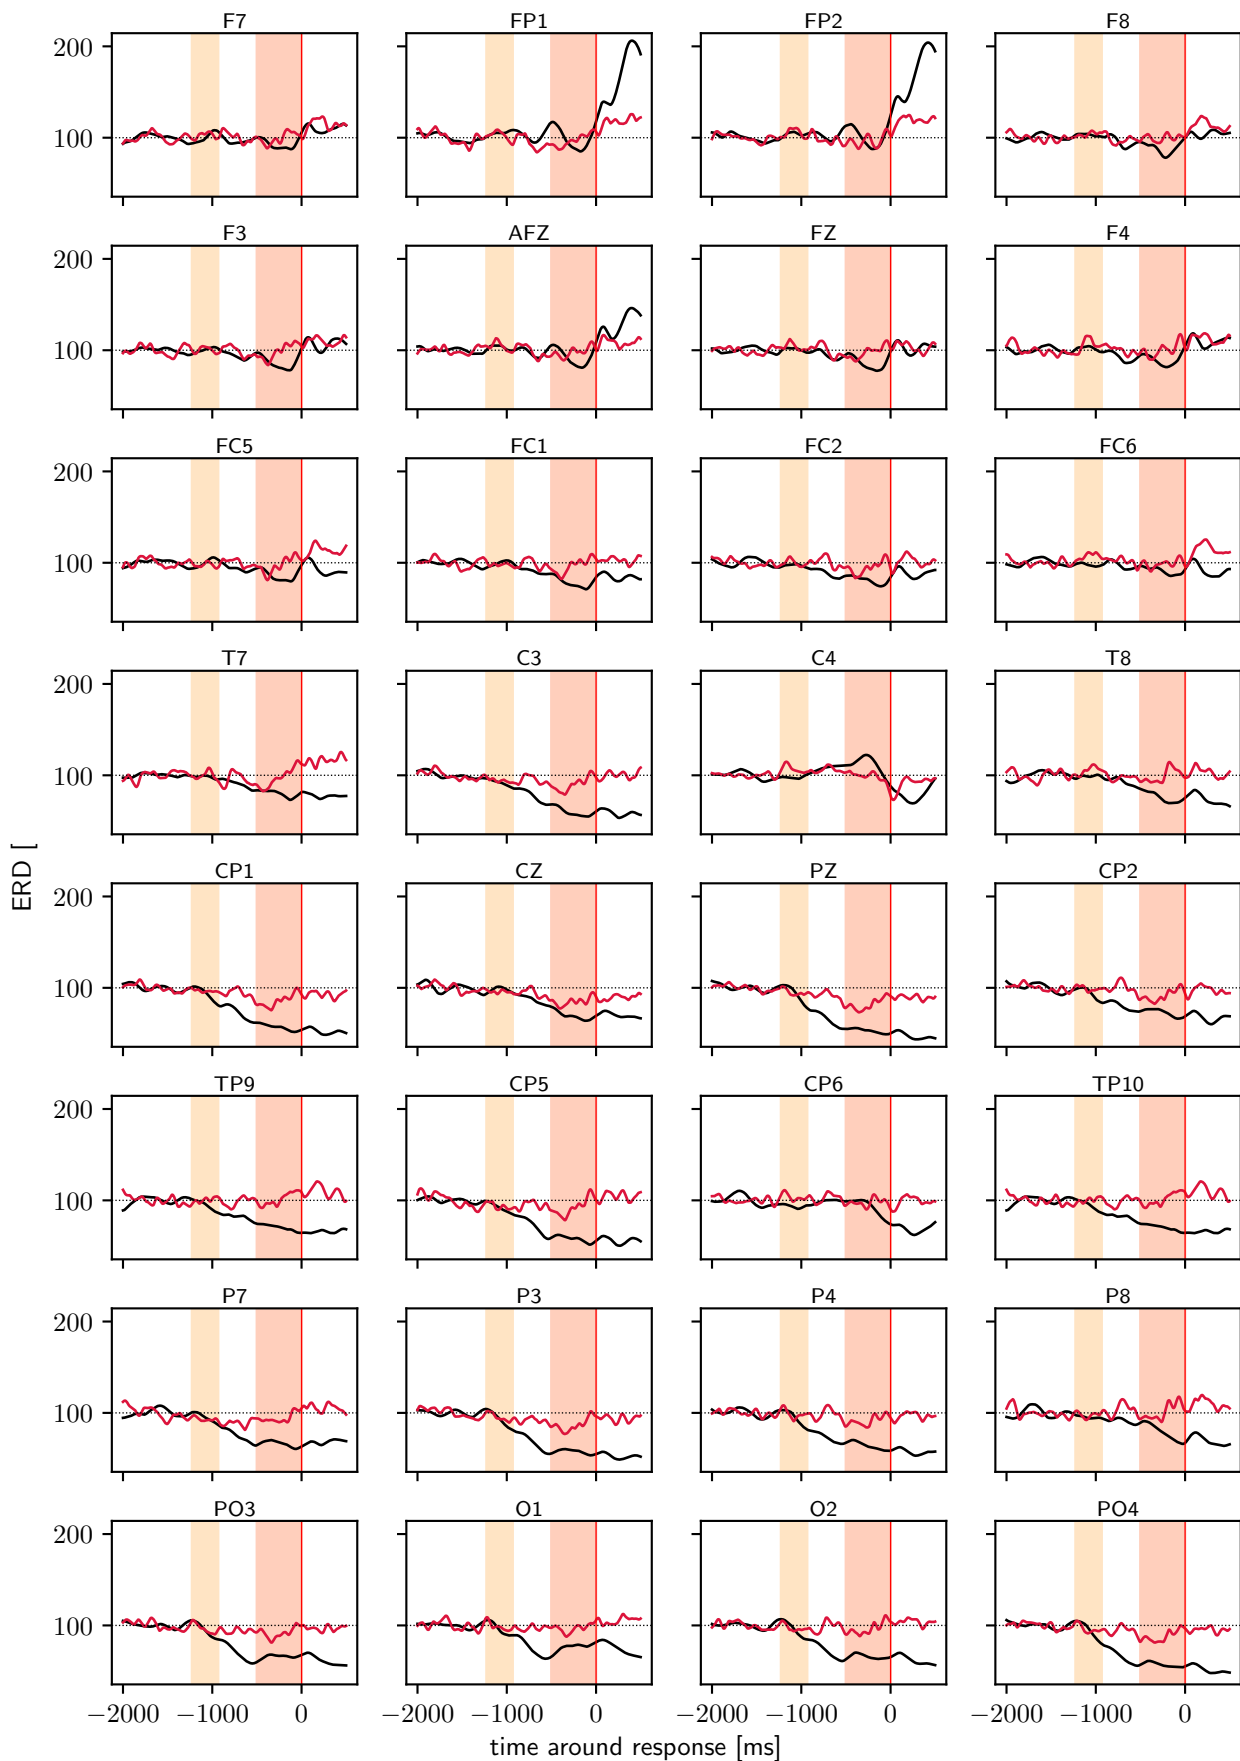 F7 FP1 FP2 F8
200
100
F3 AFZ FZ F4
200
100
FC5 FC1 FC2 FC6
200
100
T7 C3 C4 T8
200
100
ERD [
CP1 CZ PZ CP2
200
100
TP9 CP5 CP6 TP10
200
100
P7 P3 P4 P8
200
100
PO3 O1 O2 PO4
200
100
−2000 −1000 0 −2000 −1000 0 −2000 −1000 0 −2000 −1000 0
time around response [ms]